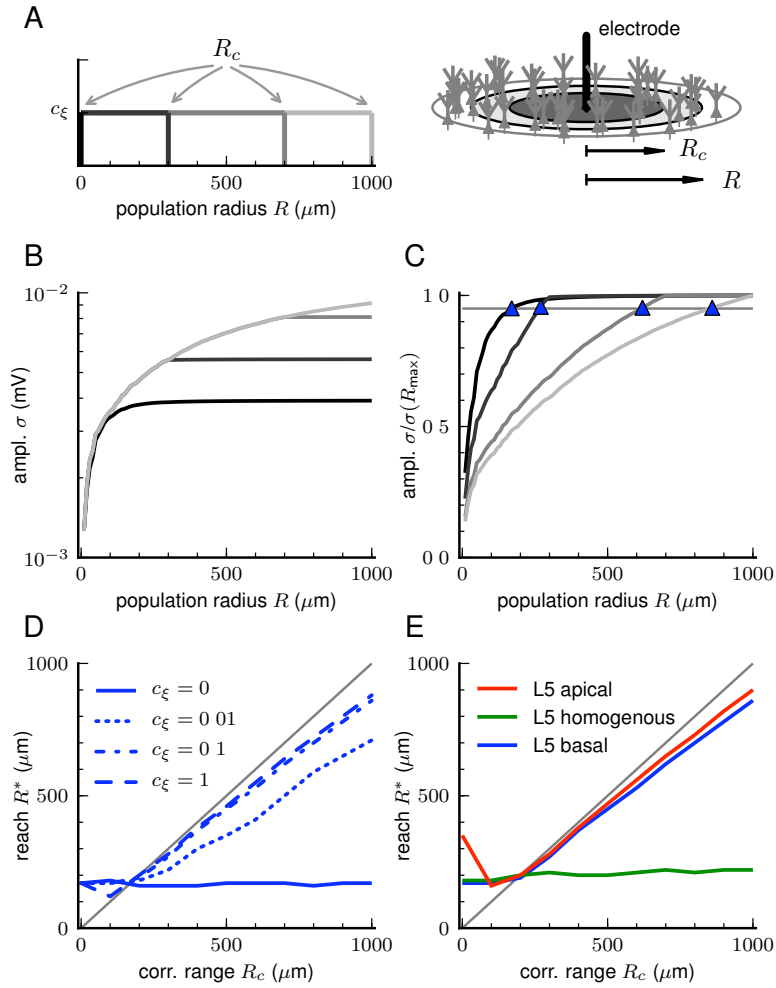 A
R_c
c_ξ
0 500 1000
population radius R (μm)
electrode
R_c
R
B
10^{-2}
10^{-3}
ampl. σ (mV)
0 500 1000
population radius R (μm)
C
1 0
0 5
0 0
ampl. σ/σ(R_max)
0 500 1000
population radius R (μm)
D
1000
500
0
reach R* (μm)
c_ξ = 0
c_ξ = 0 01
c_ξ = 0 1
c_ξ = 1
0 500 1000
corr. range R_c (μm)
E
1000
500
0
reach R* (μm)
L5 apical
L5 homogenous
L5 basal
0 500 1000
corr. range R_c (μm)